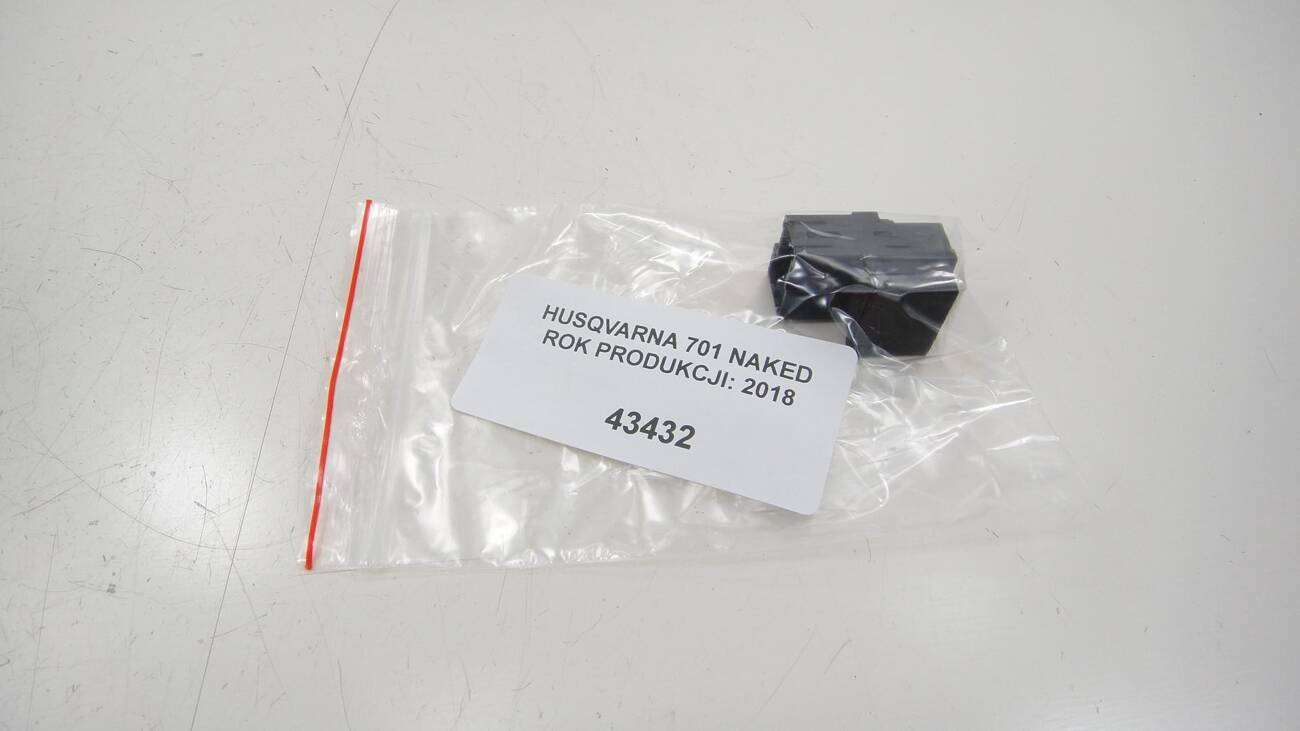 HUSQVARNA 701 NAKED
ROK PRODUKCJI: 2018
43432